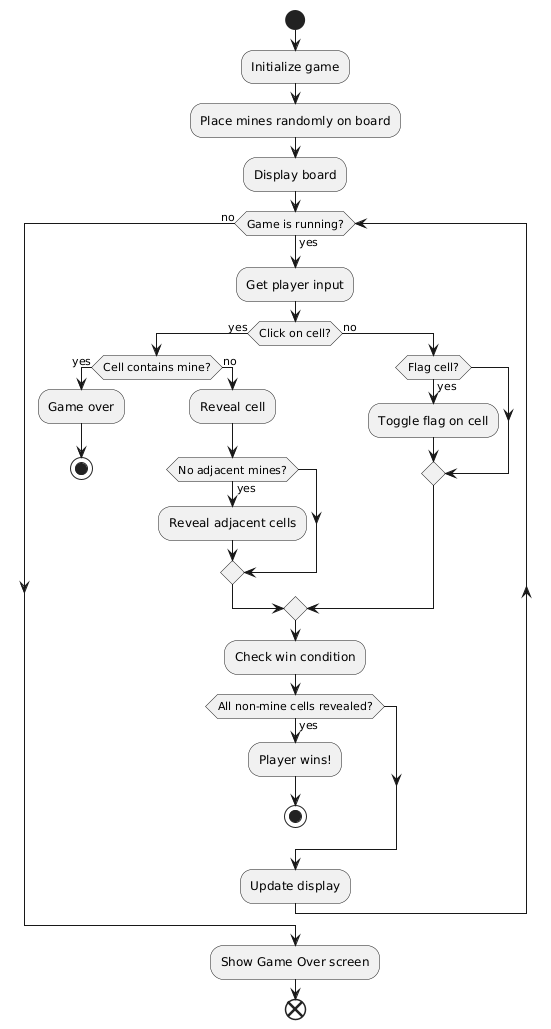 Initialize game
Place mines randomly on board
Display board
no
Game is running?
yes
Get player input
yes
Click on cell?
no
yes
Cell contains mine?
no
Flag cell?
yes
Game over
Reveal cell
Toggle flag on cell
No adjacent mines?
yes
Reveal adjacent cells
Check win condition
All non-mine cells revealed?
yes
Player wins!
Update display
Show Game Over screen